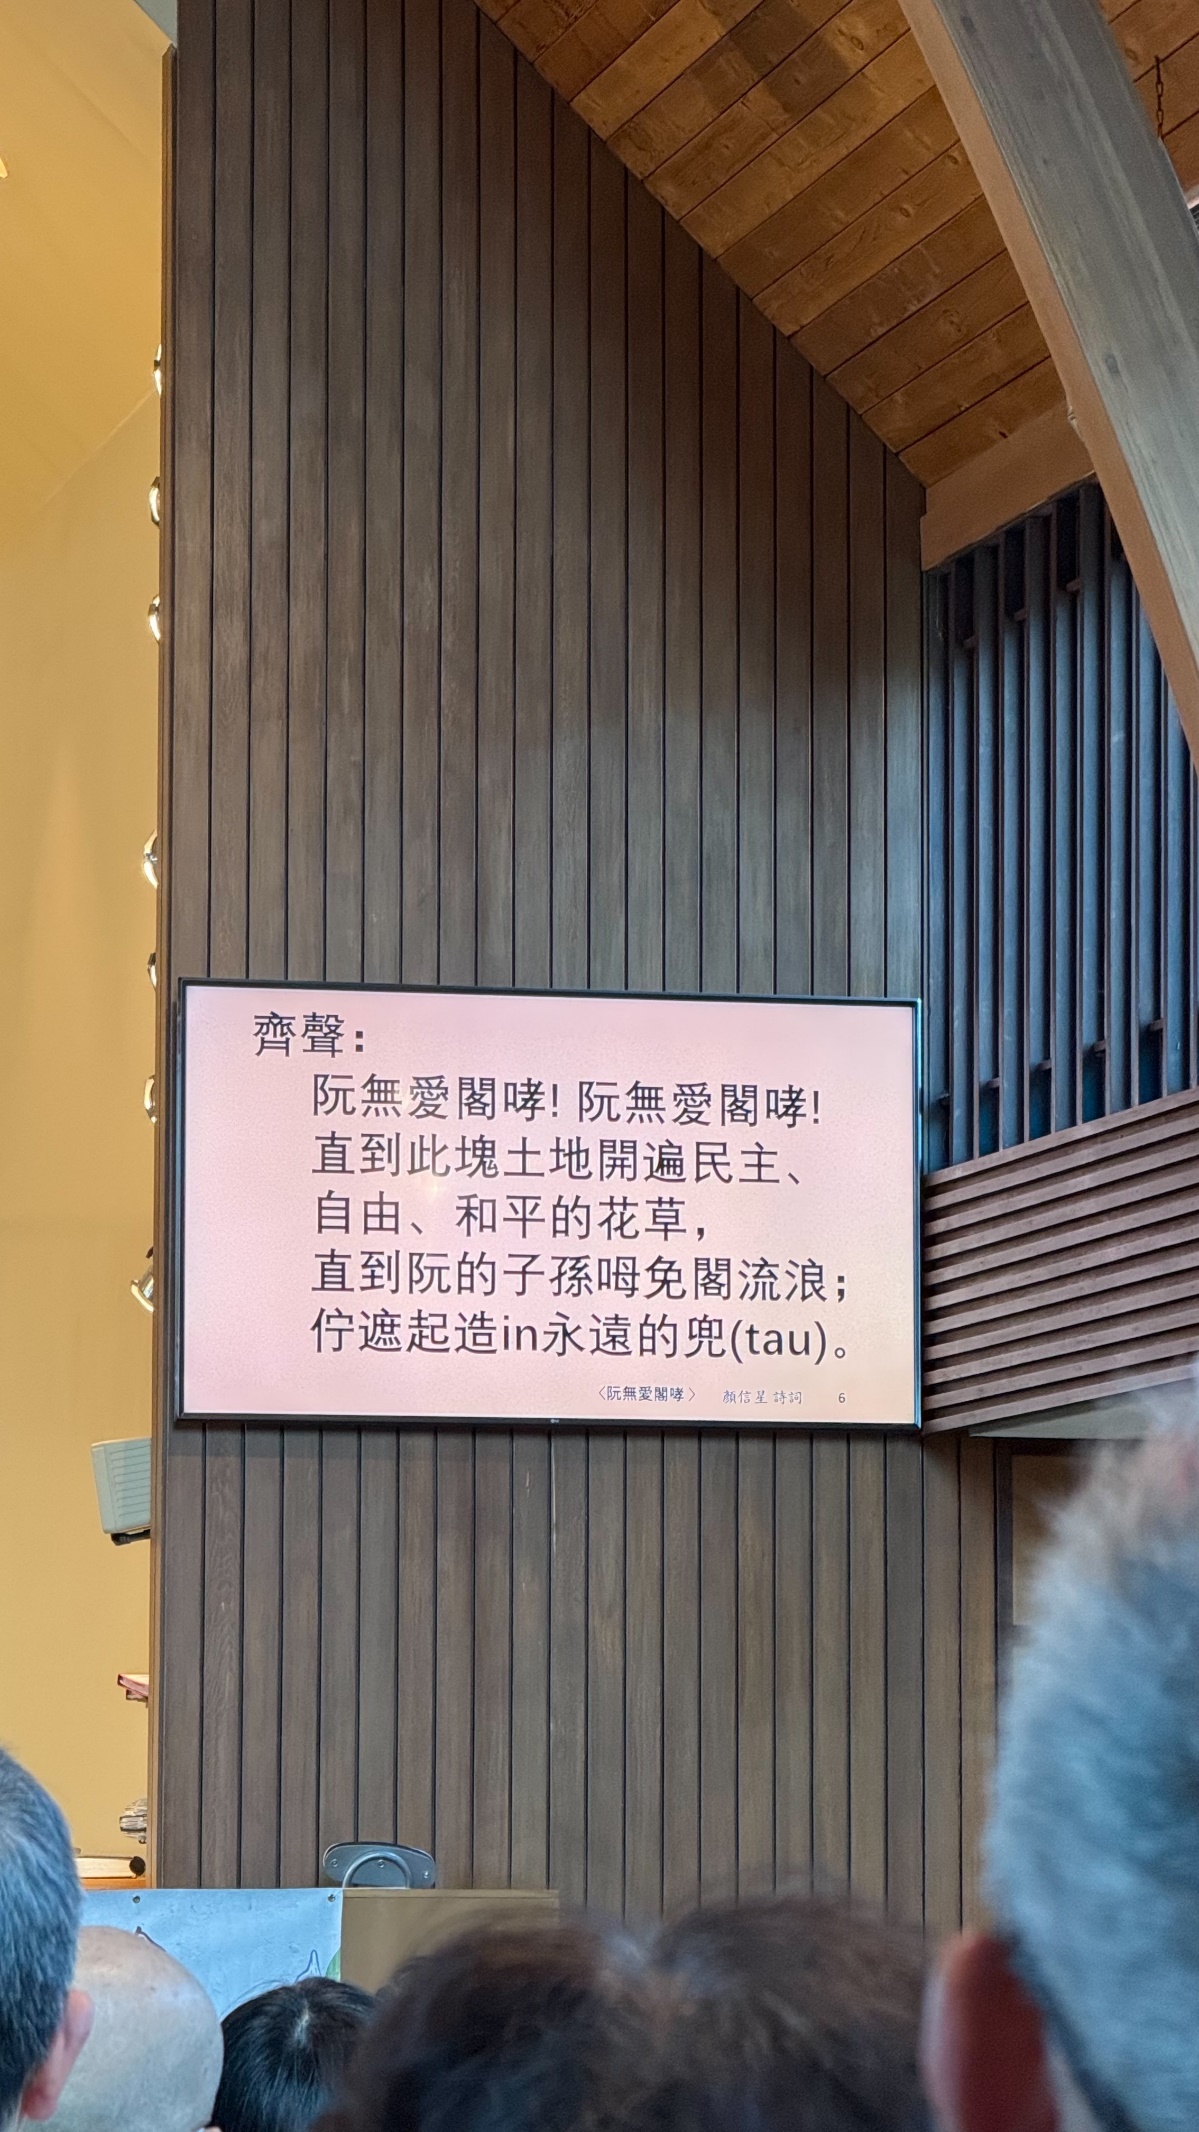 齊聲：
阮無愛閣哮! 阮無愛閣哮!
直到此塊土地開遍民主、
自由、和平的花草，
直到阮的子孫呣免閣流浪；
佇遮起造in永遠的兜(tau)。
〈阮無愛閣哮〉 顏信星 詩詞 6